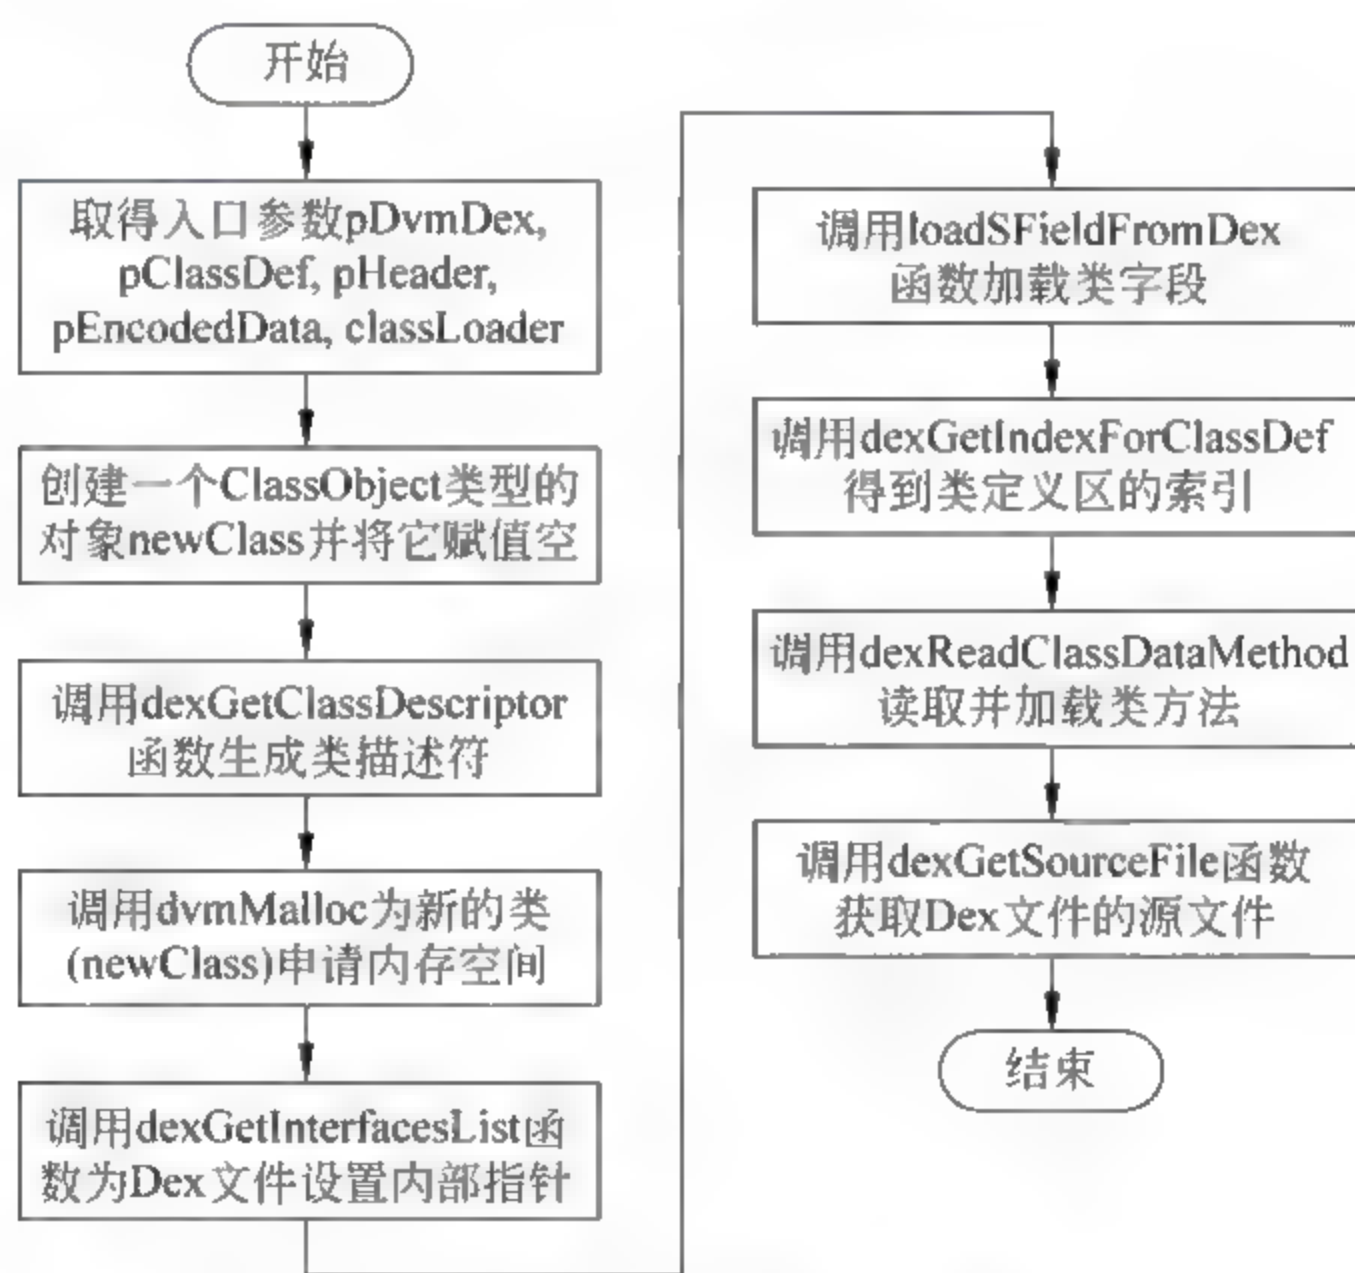 开始
取得入口参数pDvmDex,
pClassDef, pHeader,
pEncodedData, classLoader
创建一个ClassObject类型的
对象newClass并将它赋值空
调用dexGetClassDescriptor
函数生成类描述符
调用dvmMalloc为新的类
(newClass)申请内存空间
调用dexGetInterfacesList函
数为Dex文件设置内部指针
调用loadSFieldFromDex
函数加载类字段
调用dexGetIndexForClassDef
得到类定义区的索引
调用dexReadClassDataMethod
读取并加载类方法
调用dexGetSourceFile函数
获取Dex文件的源文件
结束